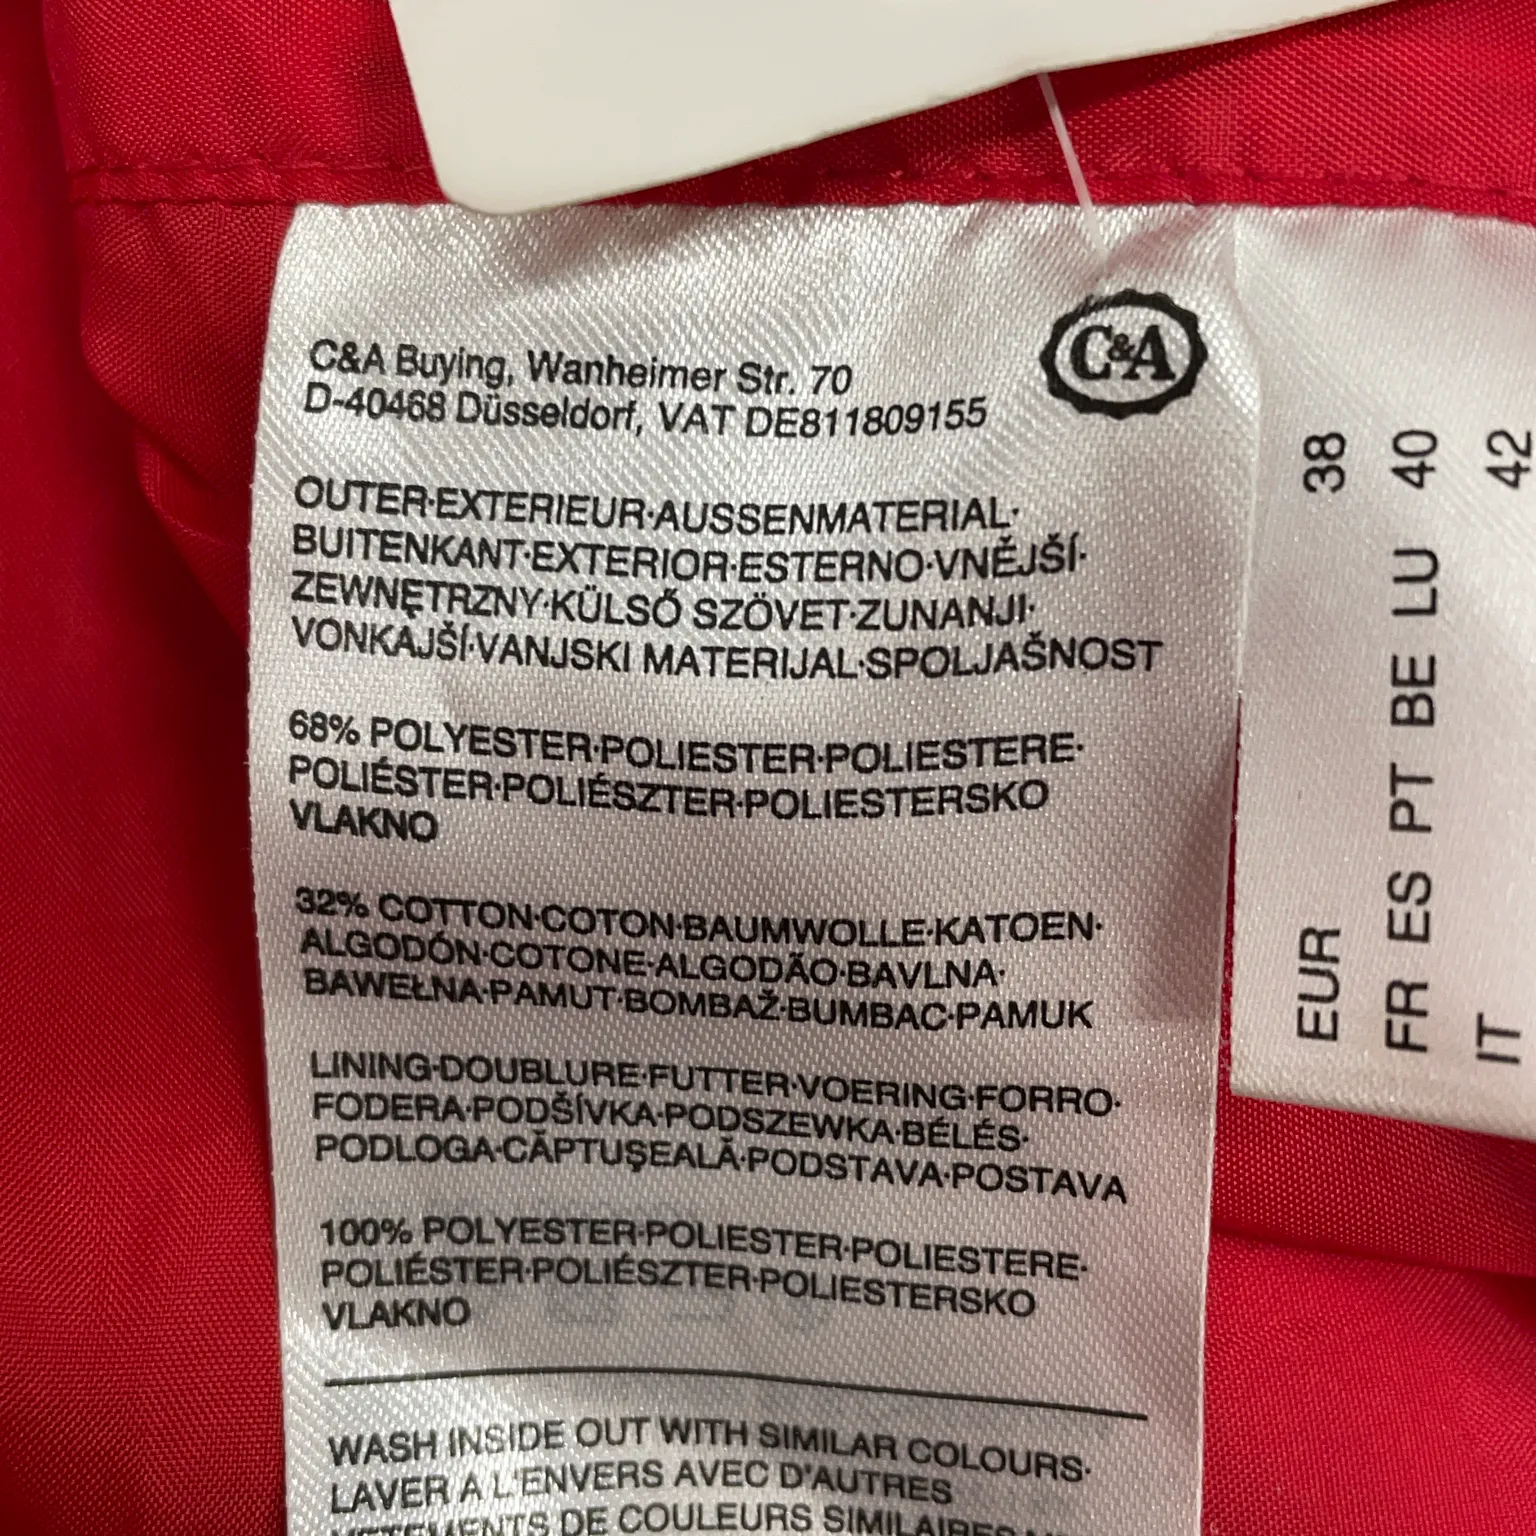 C&A Buying, Wanheimer Str. 70
D-40468 Düsseldorf, VAT DE811809155
C&A
OUTER·EXTERIEUR·AUSSENMATERIAL·
BUITENKANT·EXTERIOR·ESTERNO·VNĚJŠÍ·
ZEWNĘTRZNY·KÜLSŐ SZÖVET·ZUNANJI·
VONKAJŠÍ·VANJSKI MATERIJAL·SPOLJAŠNOST
68% POLYESTER·POLIESTER·POLIESTERE·
POLIÉSTER·POLIÉSZTER·POLIESTERSKO
VLAKNO
32% COTTON·COTON·BAUMWOLLE·KATOEN·
ALGODÓN·COTONE·ALGODÃO·BAVLNA·
BAWEŁNA·PAMUT·BOMBAŽ·BUMBAC·PAMUK
LINING·DOUBLURE·FUTTER·VOERING·FORRO·
FODERA·PODŠÍVKA·PODSZEWKA·BÉLÉS·
PODLOGA·CĂPTUŞEALĂ·PODSTAVA·POSTAVA
100% POLYESTER·POLIESTER·POLIESTERE·
POLIÉSTER·POLIÉSZTER·POLIESTERSKO
VLAKNO
WASH INSIDE OUT WITH SIMILAR COLOURS·
LAVER A L'ENVERS AVEC D'AUTRES
VETEMENTS DE COULEURS SIMILAIRES
EUR 38
FR ES PT BE LU 40
IT 42